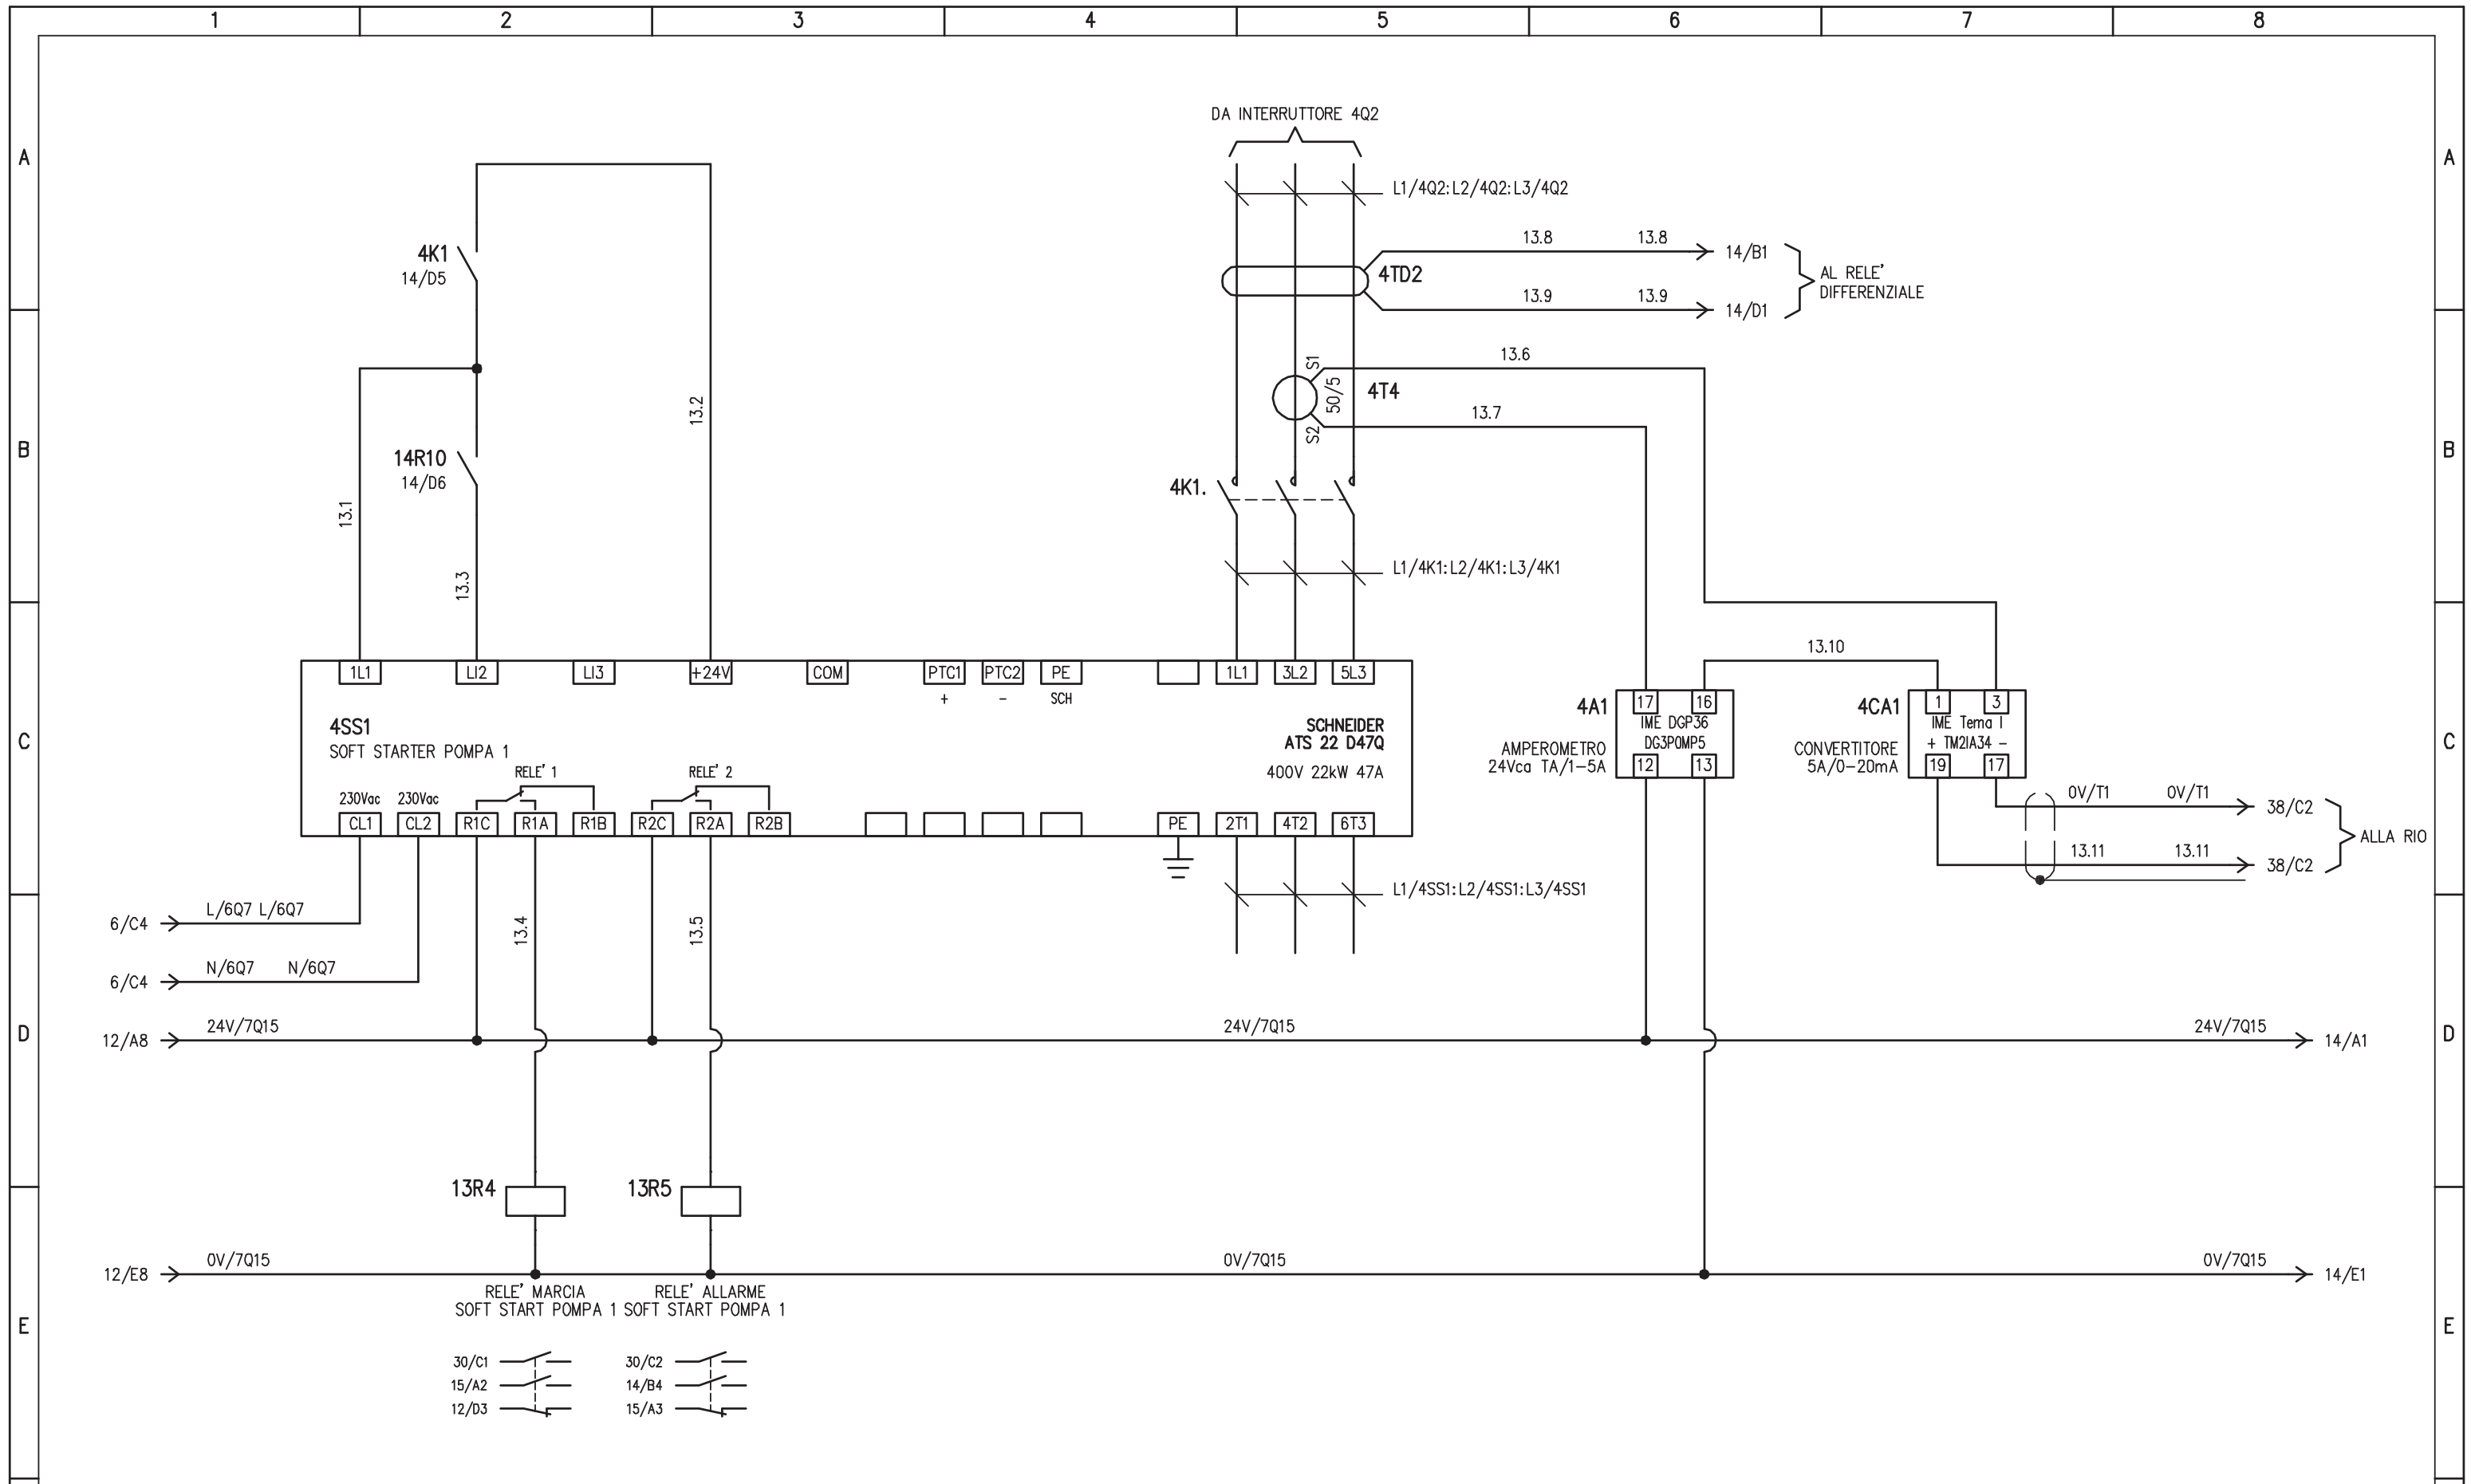 1 2 3 4 5 6 7 8
DA INTERRUTTORE 4Q2
A A
L1/4Q2:L2/4Q2:L3/4Q2
4K1
14/D5
13.8 13.8 14/B1
4TD2
AL RELE'
DIFFERENZIALE
13.9 13.9 14/D1
S1
13.6
50/5
4T4
13.2
13.7
S2
B B
14R10
14/D6
4K1.
13.1
L1/4K1:L2/4K1:L3/4K1
13.3
13.10
1L1 LI2 LI3 +24V COM PTC1 PTC2 PE 1L1 3L2 5L3
+ - SCH
4A1 17 16
4CA1 1 3
4SS1
SOFT STARTER POMPA 1
SCHNEIDER
ATS 22 D47Q
400V 22kW 47A
IME DGP36
DG3POMP5
AMPEROMETRO
24Vca TA/1-5A
12 13
IME Tema I
+ TM2IA34 -
CONVERTITORE
5A/0-20mA
19 17
C C
RELE' 1 RELE' 2
230Vac 230Vac
CL1 CL2 R1C R1A R1B R2C R2A R2B PE 2T1 4T2 6T3
0V/T1 0V/T1 38/C2
ALLA RIO
13.11 13.11 38/C2
L1/4SS1:L2/4SS1:L3/4SS1
6/C4 L/6Q7 L/6Q7
13.4
13.5
6/C4 N/6Q7 N/6Q7
D D
12/A8 24V/7Q15 24V/7Q15 24V/7Q15 14/A1
13R4 13R5
12/E8 0V/7Q15 0V/7Q15 0V/7Q15 14/E1
RELE' MARCIA
SOFT START POMPA 1
RELE' ALLARME
SOFT START POMPA 1
E E
30/C1 30/C2
15/A2 14/B4
12/D3 15/A3